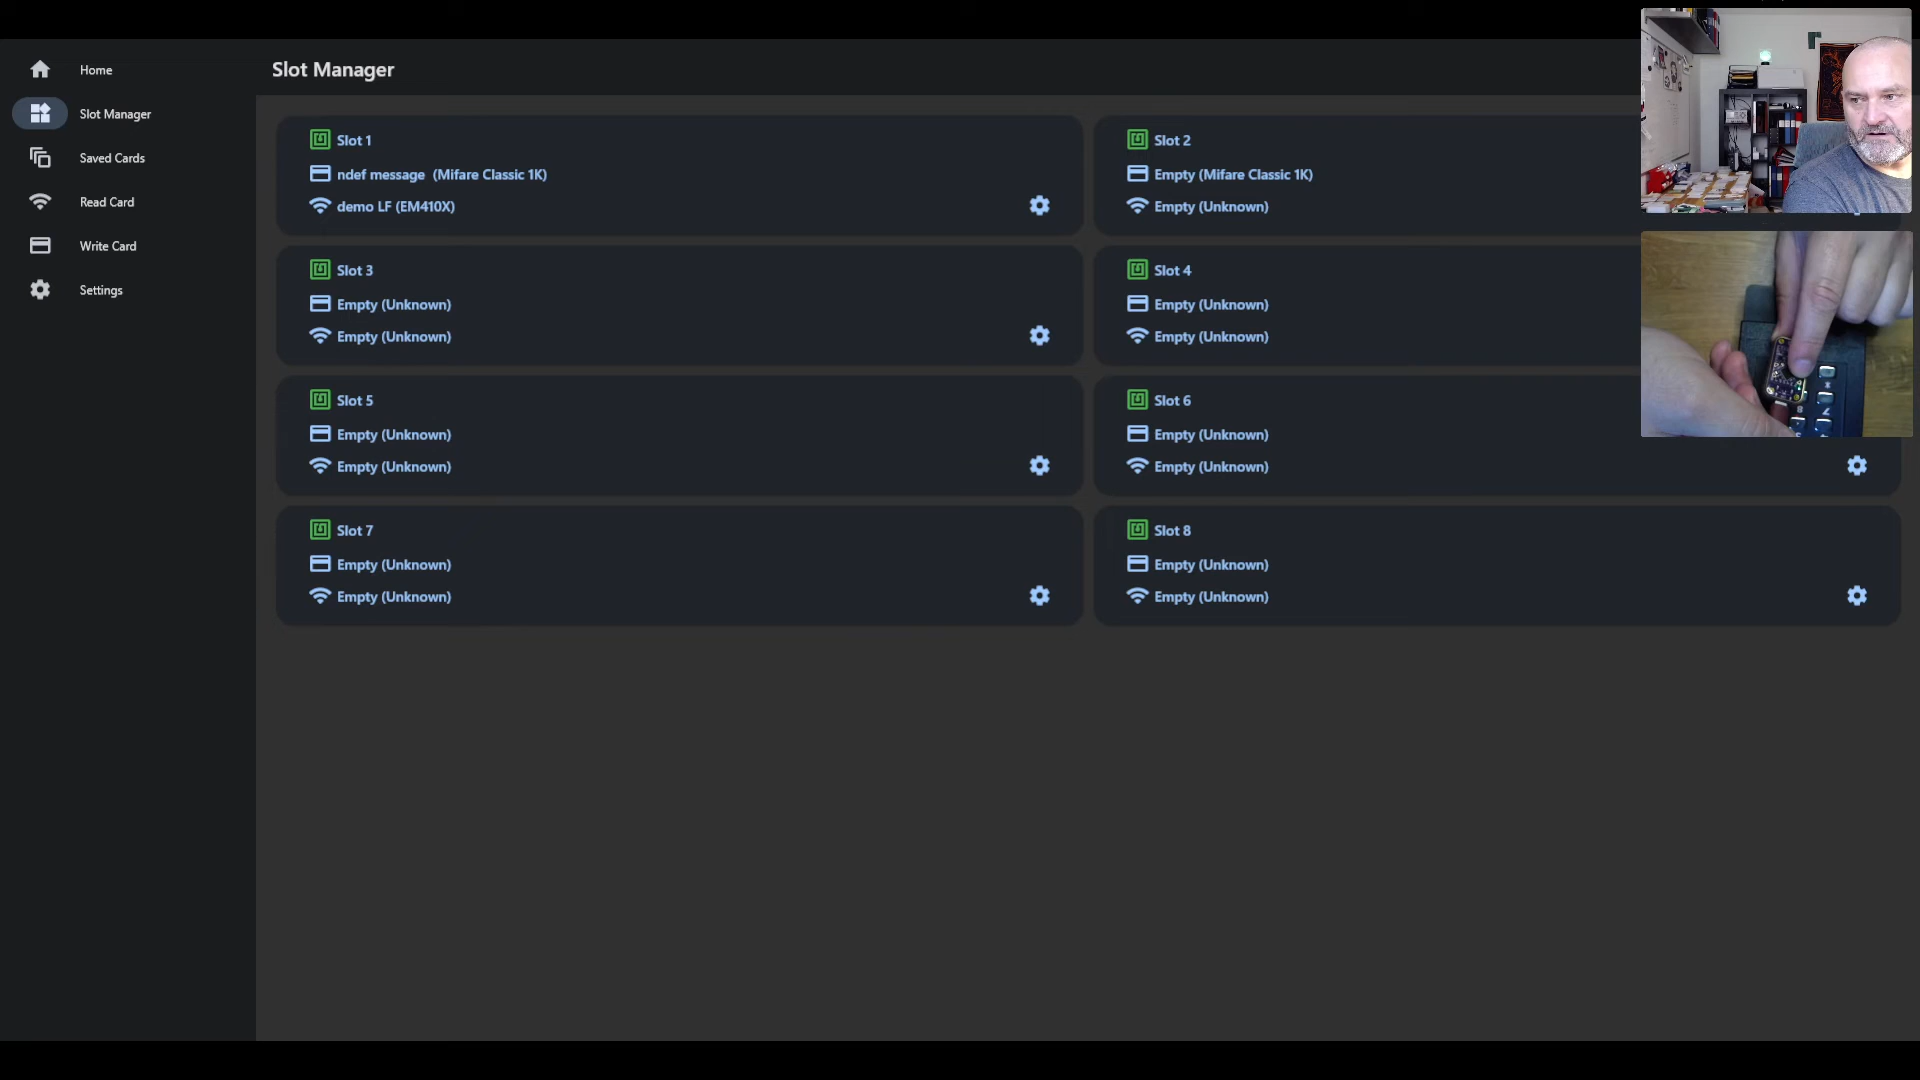 Home
Slot Manager
Saved Cards
Read Card
Write Card
Settings
Slot Manager
Slot 1
ndef message (Mifare Classic 1K)
demo LF (EM410X)
Slot 2
Empty (Mifare Classic 1K)
Empty (Unknown)
Slot 3
Empty (Unknown)
Empty (Unknown)
Slot 4
Empty (Unknown)
Empty (Unknown)
Slot 5
Empty (Unknown)
Empty (Unknown)
Slot 6
Empty (Unknown)
Empty (Unknown)
Slot 7
Empty (Unknown)
Empty (Unknown)
Slot 8
Empty (Unknown)
Empty (Unknown)